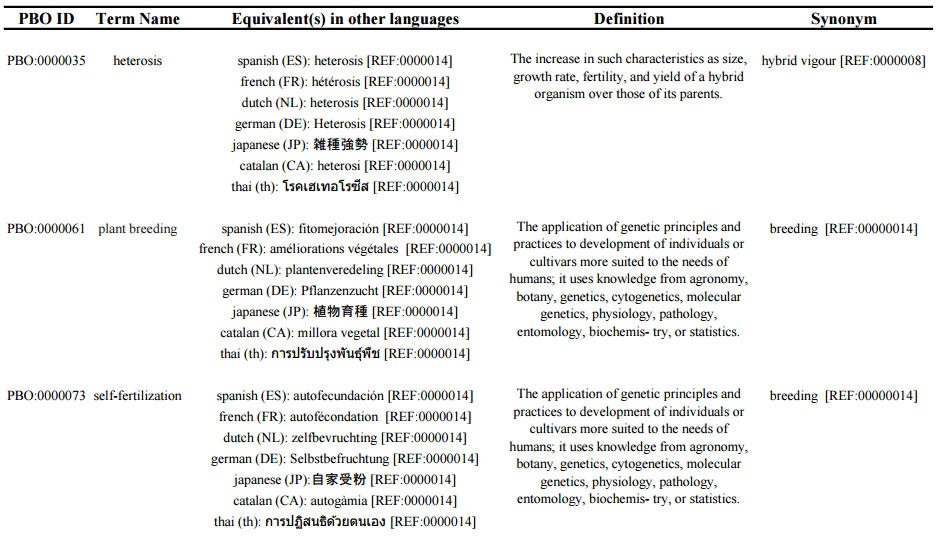 PBO ID Term Name Equivalent(s) in other languages Definition Synonym
PBO:0000035 heterosis
spanish (ES): heterosis [REF:0000014]
french (FR): hétérosis [REF:0000014]
dutch (NL): heterosis [REF:0000014]
german (DE): Heterosis [REF:0000014]
japanese (JP): 雑種強勢 [REF:0000014]
catalan (CA): heterosi [REF:0000014]
thai (th): โรคเฮเทอโรซีส [REF:0000014]
The increase in such characteristics as size,
growth rate, fertility, and yield of a hybrid
organism over those of its parents.
hybrid vigour [REF:0000008]
PBO:0000061 plant breeding
spanish (ES): fitomejoración [REF:0000014]
french (FR): améliorations végétales [REF:0000014]
dutch (NL): plantenveredeling [REF:0000014]
german (DE): Pflanzenzucht [REF:0000014]
japanese (JP): 植物育種 [REF:0000014]
catalan (CA): millora vegetal [REF:0000014]
thai (th): การปรับปรุงพันธุ์พืช [REF:0000014]
The application of genetic principles and
practices to development of individuals or
cultivars more suited to the needs of
humans; it uses knowledge from agronomy,
botany, genetics, cytogenetics, molecular
genetics, physiology, pathology,
entomology, biochemis- try, or statistics.
breeding [REF:00000014]
PBO:0000073 self-fertilization
spanish (ES): autofecundación [REF:0000014]
french (FR): autofécondation [REF:0000014]
dutch (NL): zelfbevruchting [REF:0000014]
german (DE): Selbstbefruchtung [REF:0000014]
japanese (JP):自家受粉 [REF:0000014]
catalan (CA): autogàmia [REF:0000014]
thai (th): การปฏิสนธิด้วยตนเอง [REF:0000014]
The application of genetic principles and
practices to development of individuals or
cultivars more suited to the needs of
humans; it uses knowledge from agronomy,
botany, genetics, cytogenetics, molecular
genetics, physiology, pathology,
entomology, biochemis- try, or statistics.
breeding [REF:00000014]